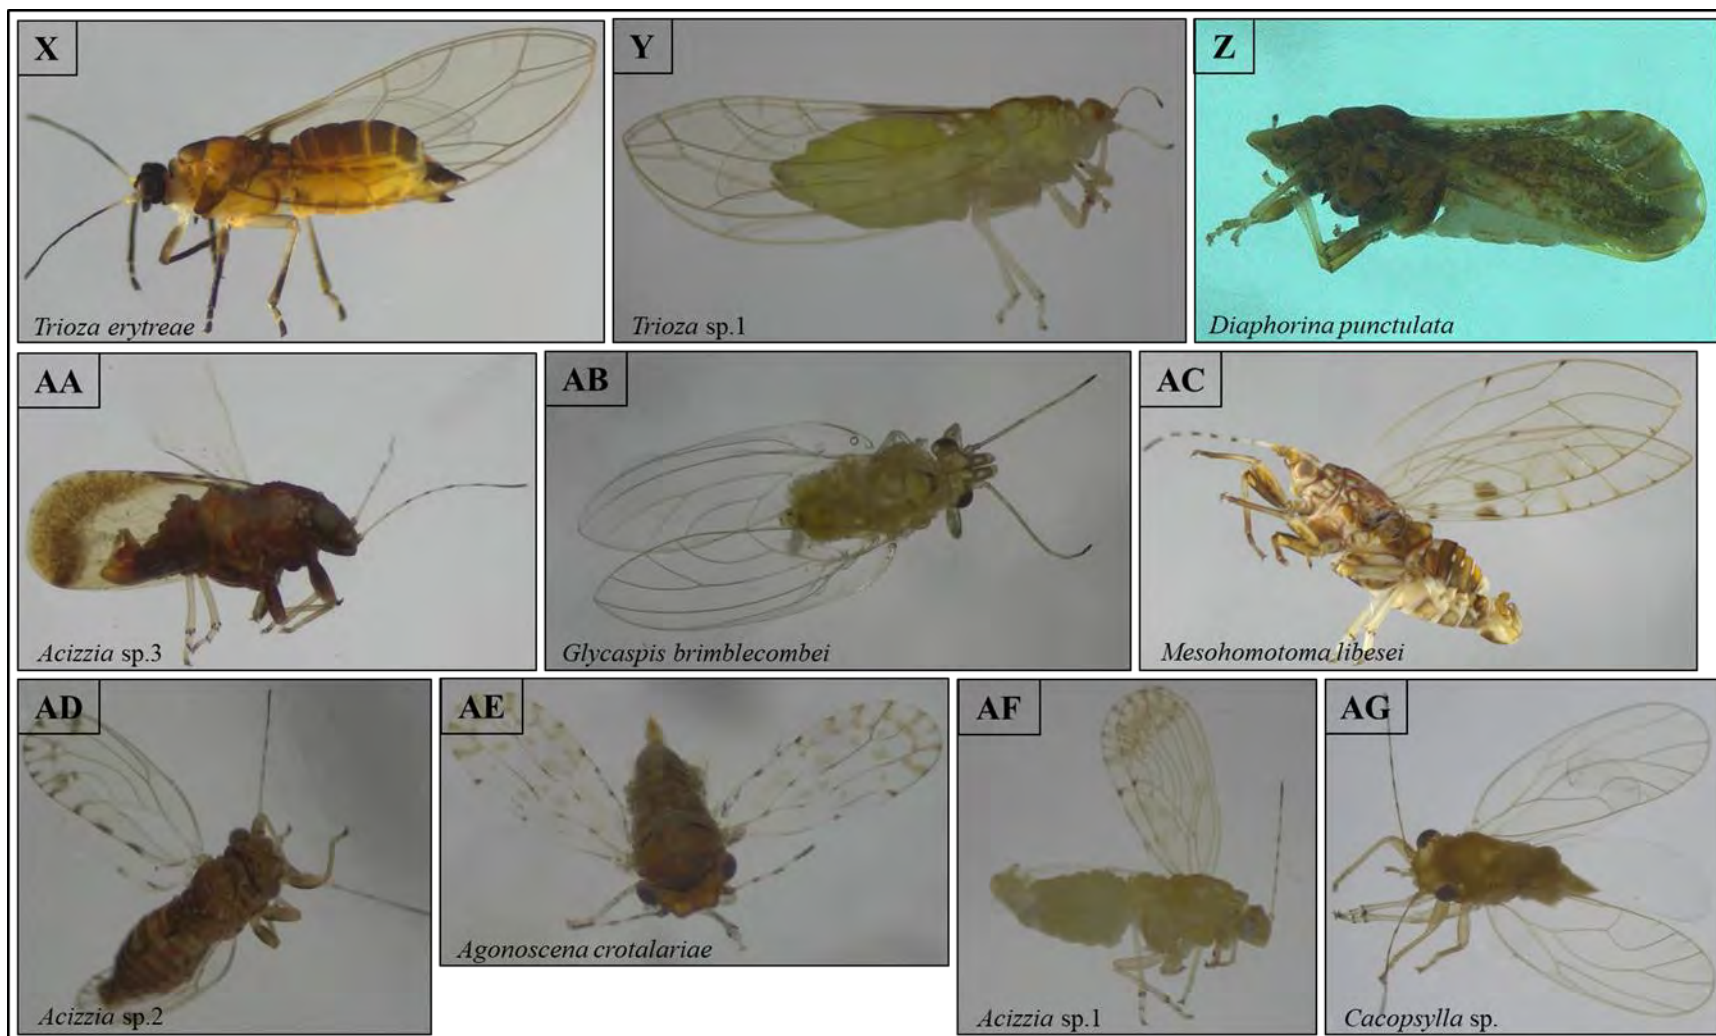 X
Trioza erytreae
Y
Trioza sp.1
Z
Diaphorina punctulata
AA
Acizzia sp.3
AB
Glycaspis brimblecombei
AC
Mesohomotoma libesei
AD
Acizzia sp.2
AE
Agonoscena crotalariae
AF
Acizzia sp.1
AG
Cacopsylla sp.